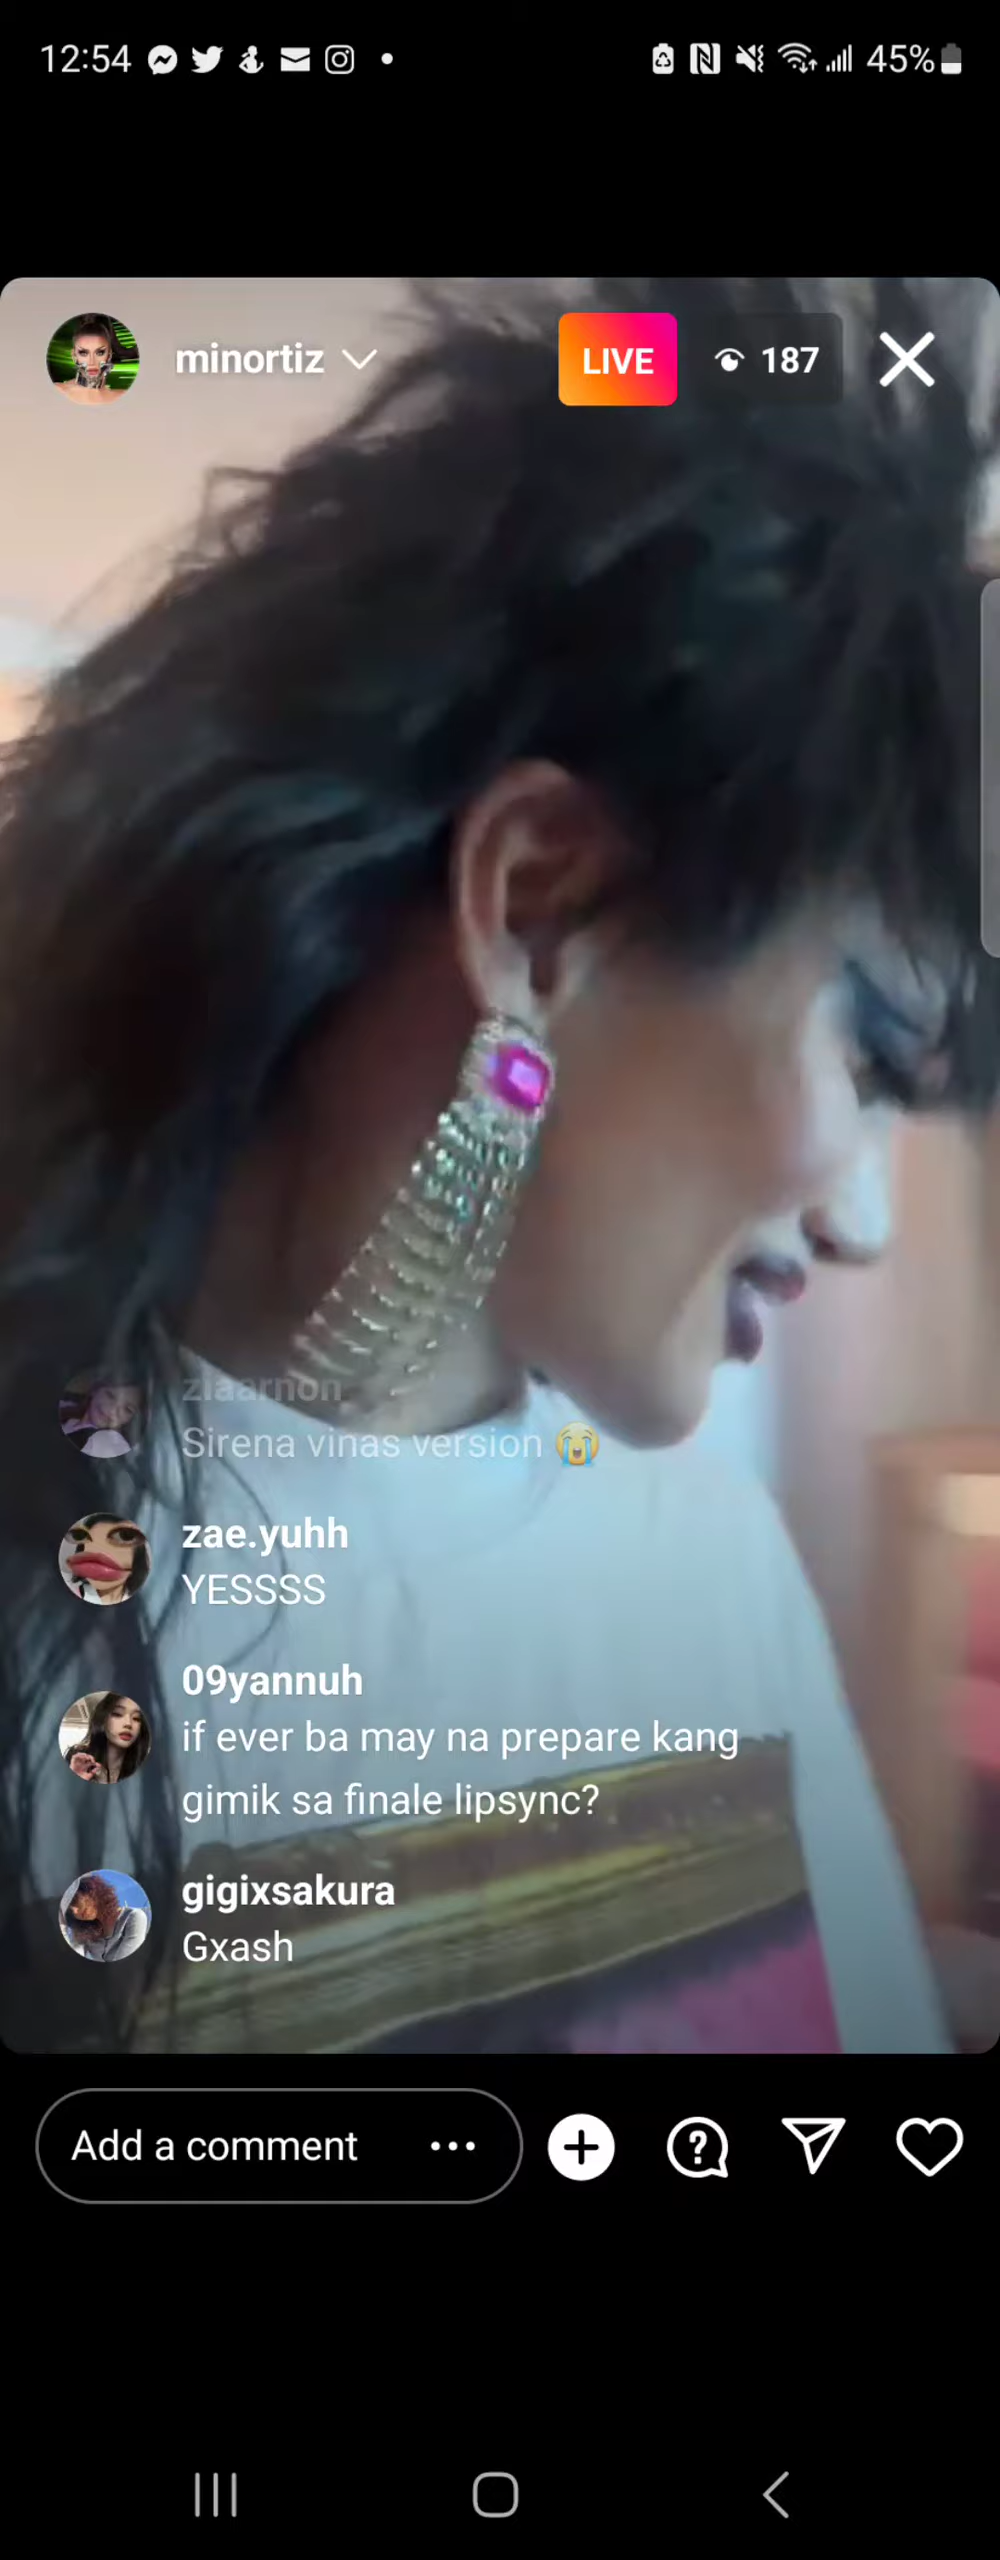 12:54
45%
minortiz
LIVE
187
ziaarnon
Sirena vinas version 😭
zae.yuhh
YESSSS
09yannuh
if ever ba may na prepare kang
gimik sa finale lipsync?
gigixsakura
Gxash
Add a comment